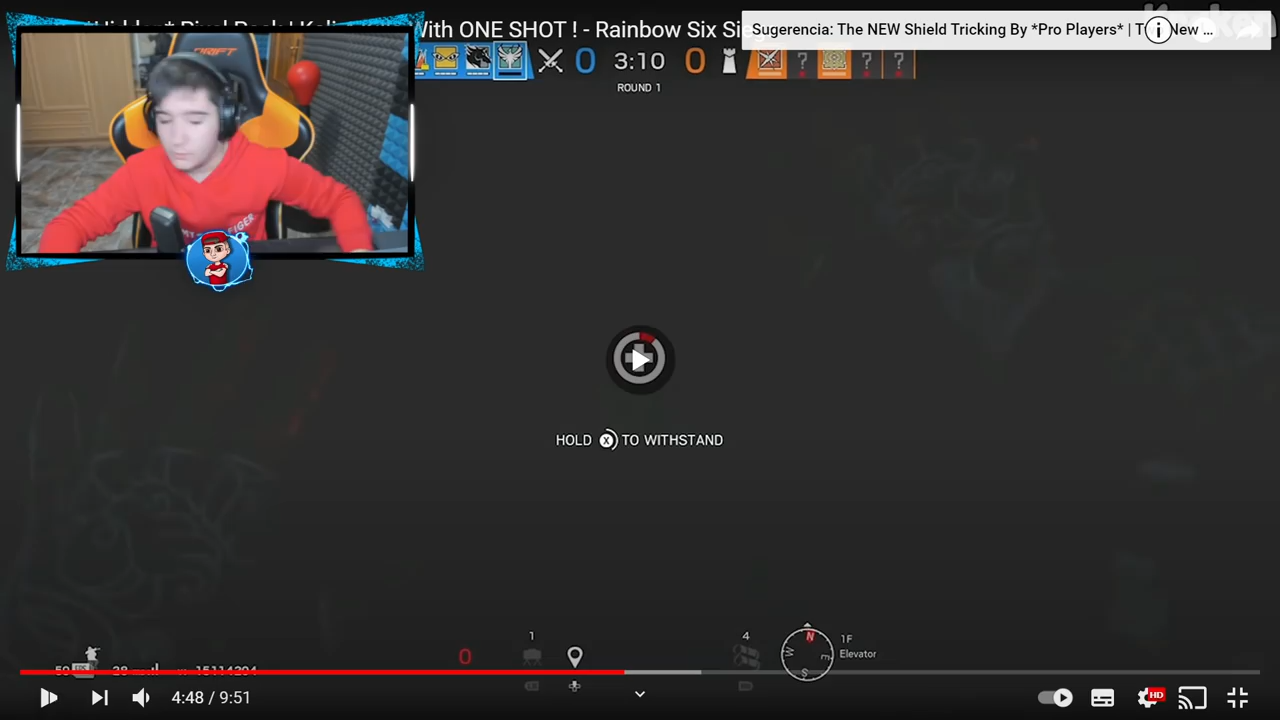 With ONE SHOT ! - Rainbow Six
Sugerencia: The NEW Shield Tricking By *Pro Players* | New ...
0 3:10 0
? ? ?
ROUND 1
DRIFT
HOLD X TO WITHSTAND
1
4
N
1F
0
W
Elevator
S
4:48 / 9:51
HD